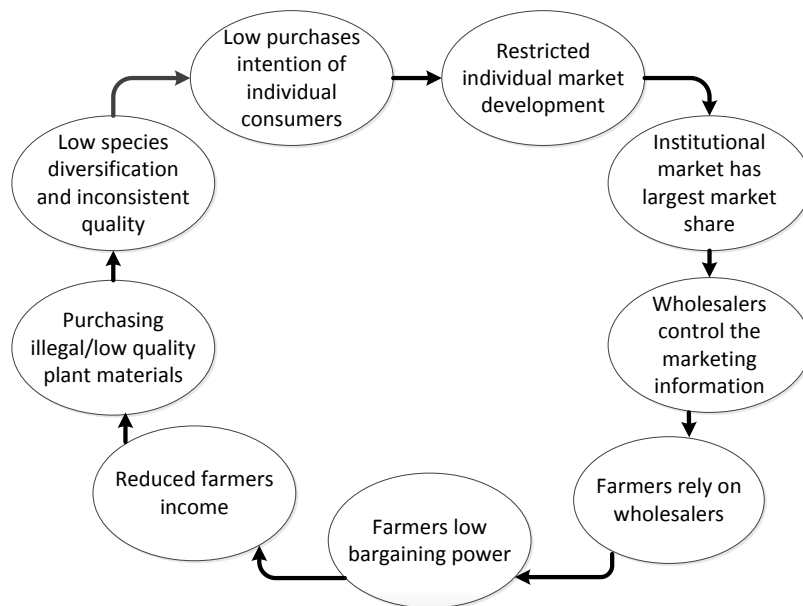 Low purchases
intention of
individual
consumers
Restricted
individual market
development
Institutional
market has
largest market
share
Wholesalers
control the
marketing
information
Farmers rely on
wholesalers
Farmers low
bargaining power
Reduced farmers
income
Purchasing
illegal/low quality
plant materials
Low species
diversification
and inconsistent
quality